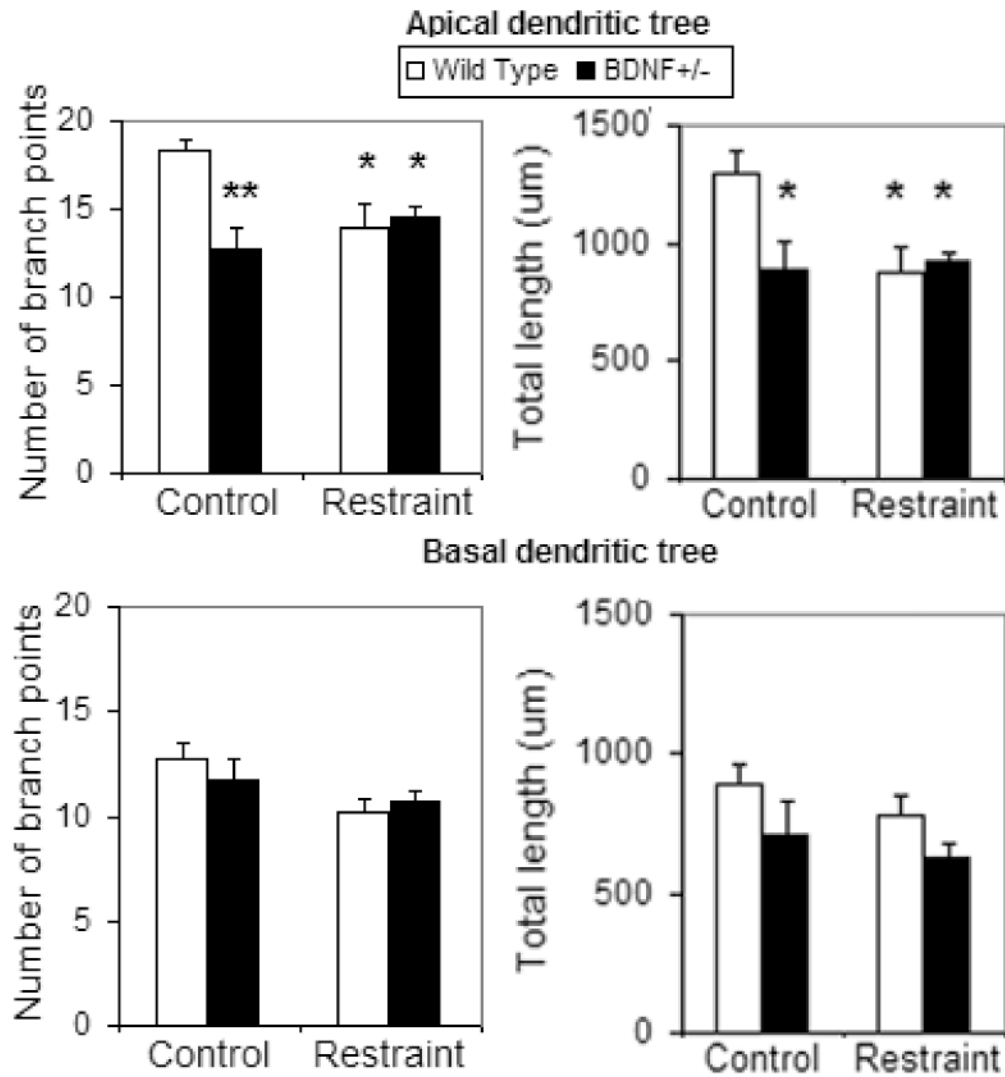 Apical dendritic tree
Wild Type BDNF+/-
Number of branch points
20
15
10
5
0
**
*
*
Control Restraint
Total length (um)
1500
1000
500
0
*
*
*
Control Restraint
Basal dendritic tree
Number of branch points
20
15
10
5
0
Control Restraint
Total length (um)
1500
1000
500
0
Control Restraint